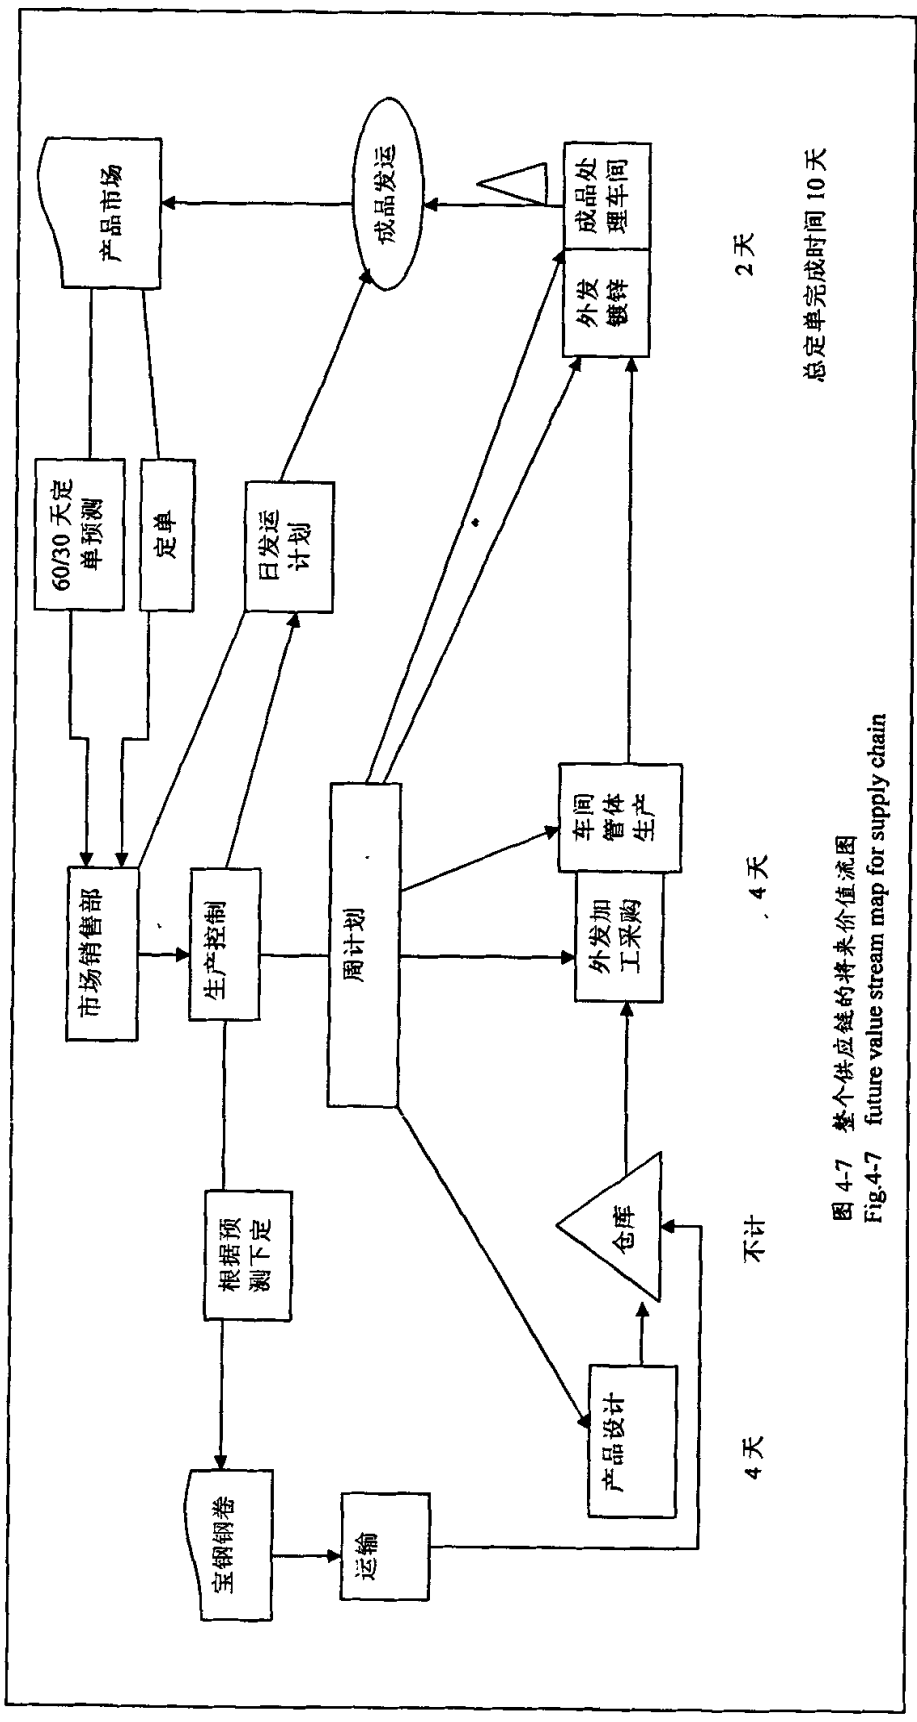 宝钢钢卷
根据预
测下定
生产控制
市场销售部
60/30 天定
单预测
定单
产品市场
运输
周计划
日发运
计划
成品发运
产品设计
仓库
外发加
工采购
车间
管体
生产
外发
镀锌
成品处
理车间
4天
不计
4天
2天
总定单完成时间 10 天
图 4-7 整个供应链的将来价值流图
Fig.4-7 future value stream map for supply chain